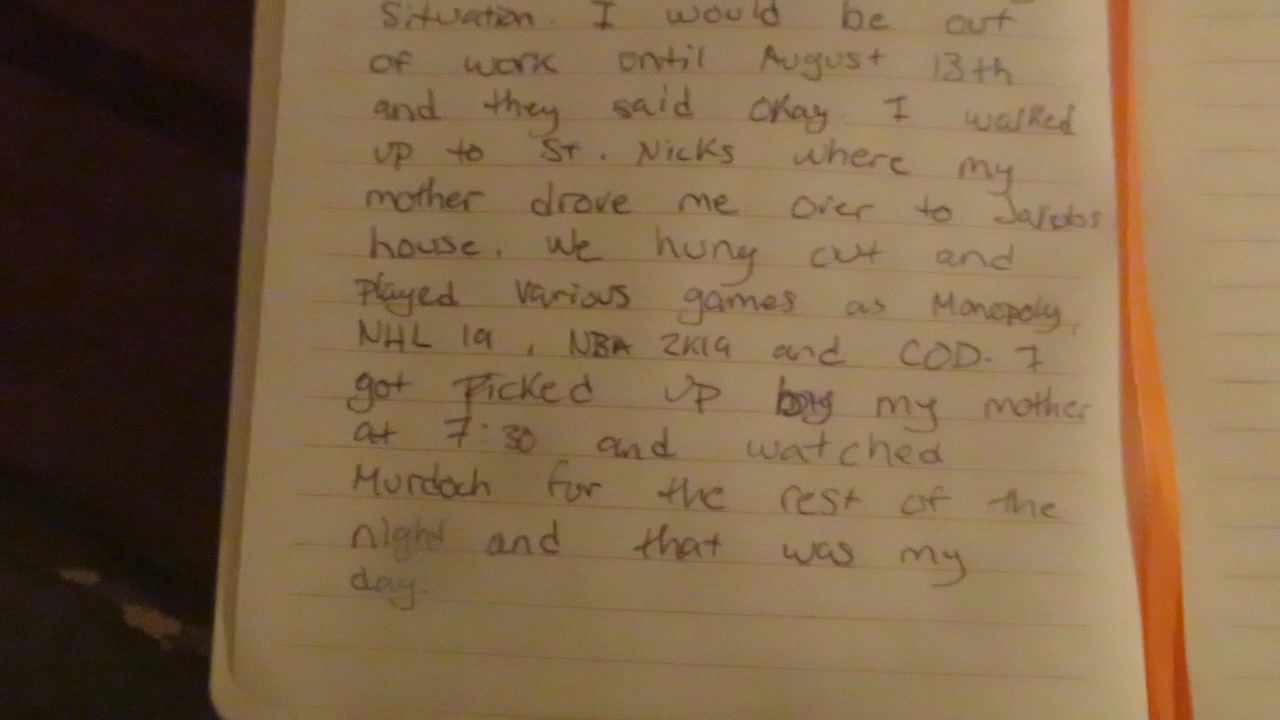 Situation. I would be out
of work until August 13th
and they said okay. I walked
up to St. Nicks where my
mother drove me over to Jacobs
house. We hung out and
Played various games as Monopoly,
NHL 19, NBA 2K19 and COD. I
got Picked up by my mother
at 7:30 and watched
Murdoch for the rest of the
night and that was my
day.